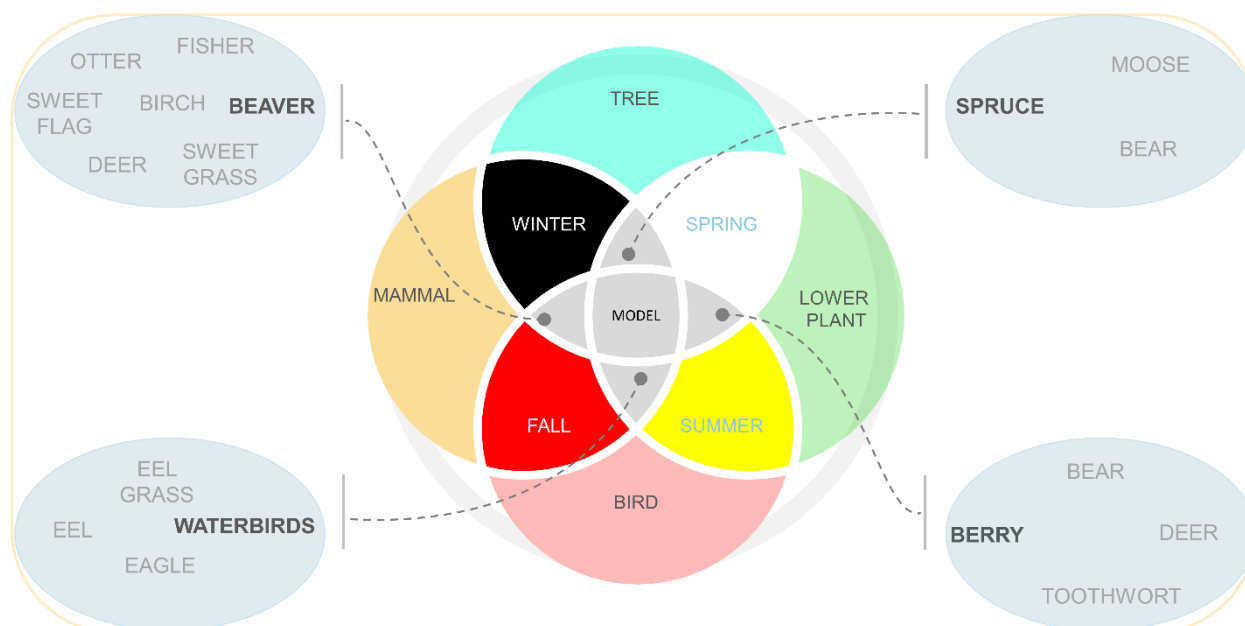 FISHER
OTTER
SWEET
FLAG
BIRCH
BEAVER
DEER
SWEET
GRASS
TREE
MOOSE
SPRUCE
BEAR
WINTER
SPRING
MAMMAL
LOWER
PLANT
MODEL
FALL
SUMMER
BIRD
EEL
GRASS
WATERBIRDS
EEL
EAGLE
BEAR
BERRY
DEER
TOOTHWORT